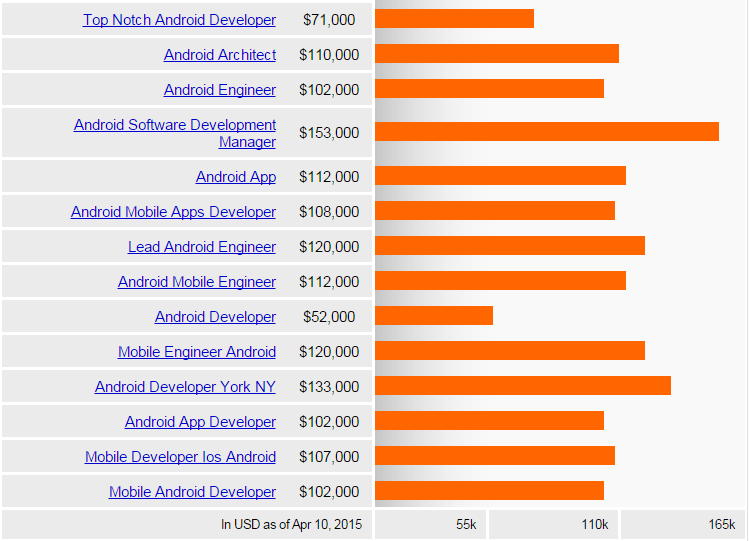 Top Notch Android Developer $71,000
Android Architect $110,000
Android Engineer $102,000
Android Software Development
Manager $153,000
Android App $112,000
Android Mobile Apps Developer $108,000
Lead Android Engineer $120,000
Android Mobile Engineer $112,000
Android Developer $52,000
Mobile Engineer Android $120,000
Android Developer York NY $133,000
Android App Developer $102,000
Mobile Developer Ios Android $107,000
Mobile Android Developer $102,000
In USD as of Apr 10, 2015 55k 110k 165k